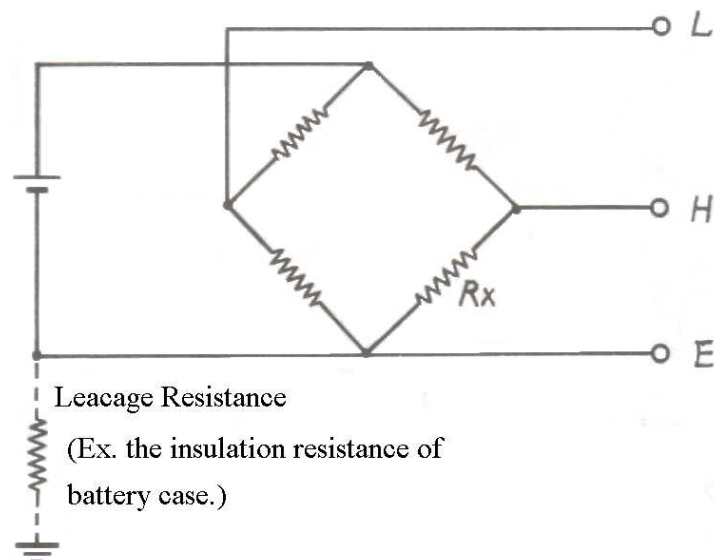 L
H
Rx
E
Leacage Resistance
(Ex. the insulation resistance of
battery case.)